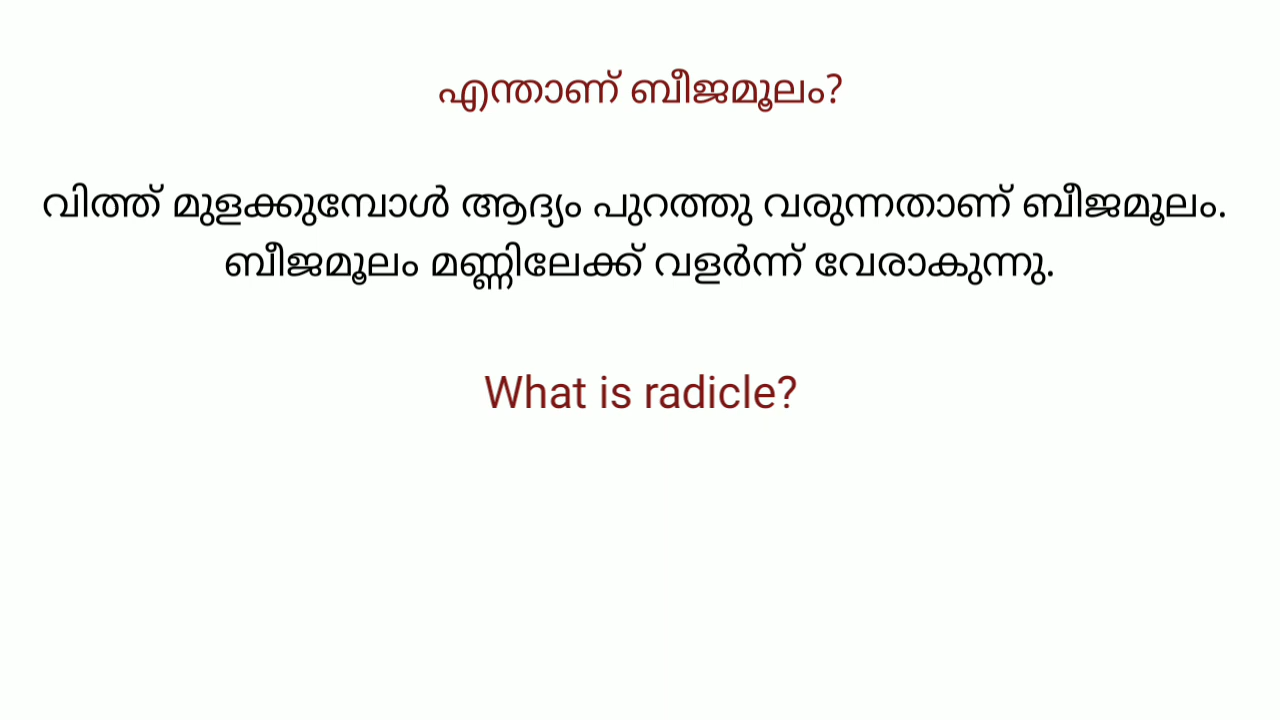 എന്താണ് ബീജമൂലം?
വിത്ത് മുളക്കുമ്പോൾ ആദ്യം പുറത്തു വരുന്നതാണ് ബീജമൂലം.
ബീജമൂലം മണ്ണിലേക്ക് വളർന്ന് വേരാകുന്നു.
What is radicle?